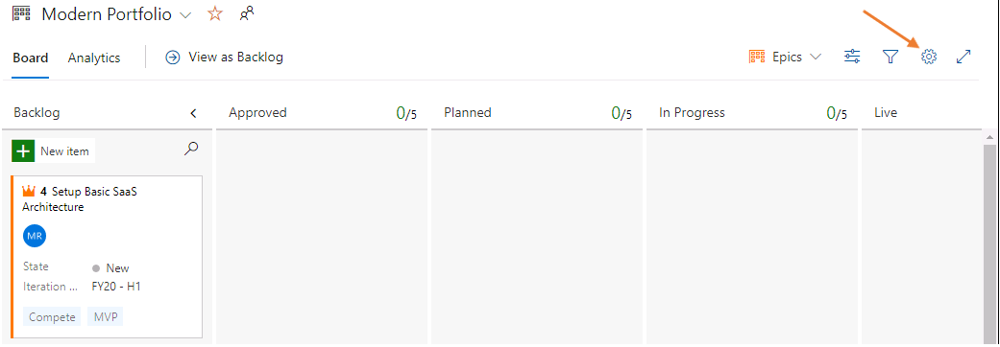 Modern Portfolio
Board Analytics View as Backlog Epics
Backlog Approved 0/5 Planned 0/5 In Progress 0/5 Live
New item
4 Setup Basic SaaS
Architecture
MR
State New
Iteration ... FY20 - H1
Compete MVP